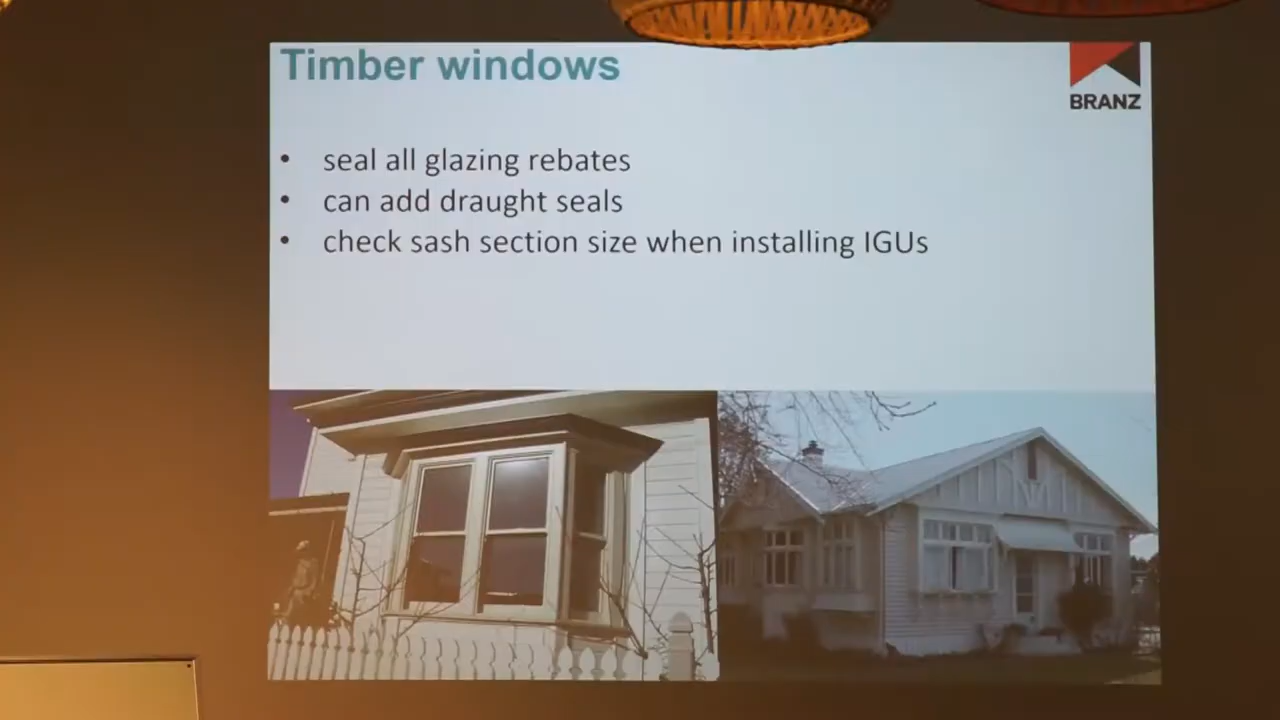 Timber windows
BRANZ
• seal all glazing rebates
• can add draught seals
• check sash section size when installing IGUs